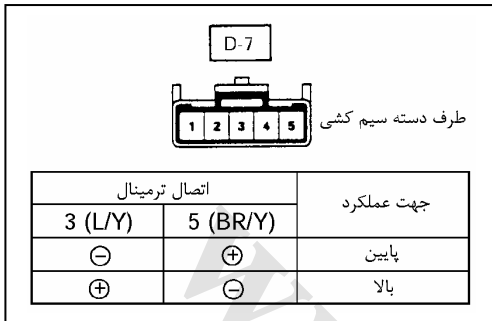 D-7
1 2 3 4 5
طرف دسته سیم کشی
جهت عملکرد
اتصال ترمینال
5 (BR/Y) 3 (L/Y)
پایین ⊕ ⊖
بالا ⊖ ⊕